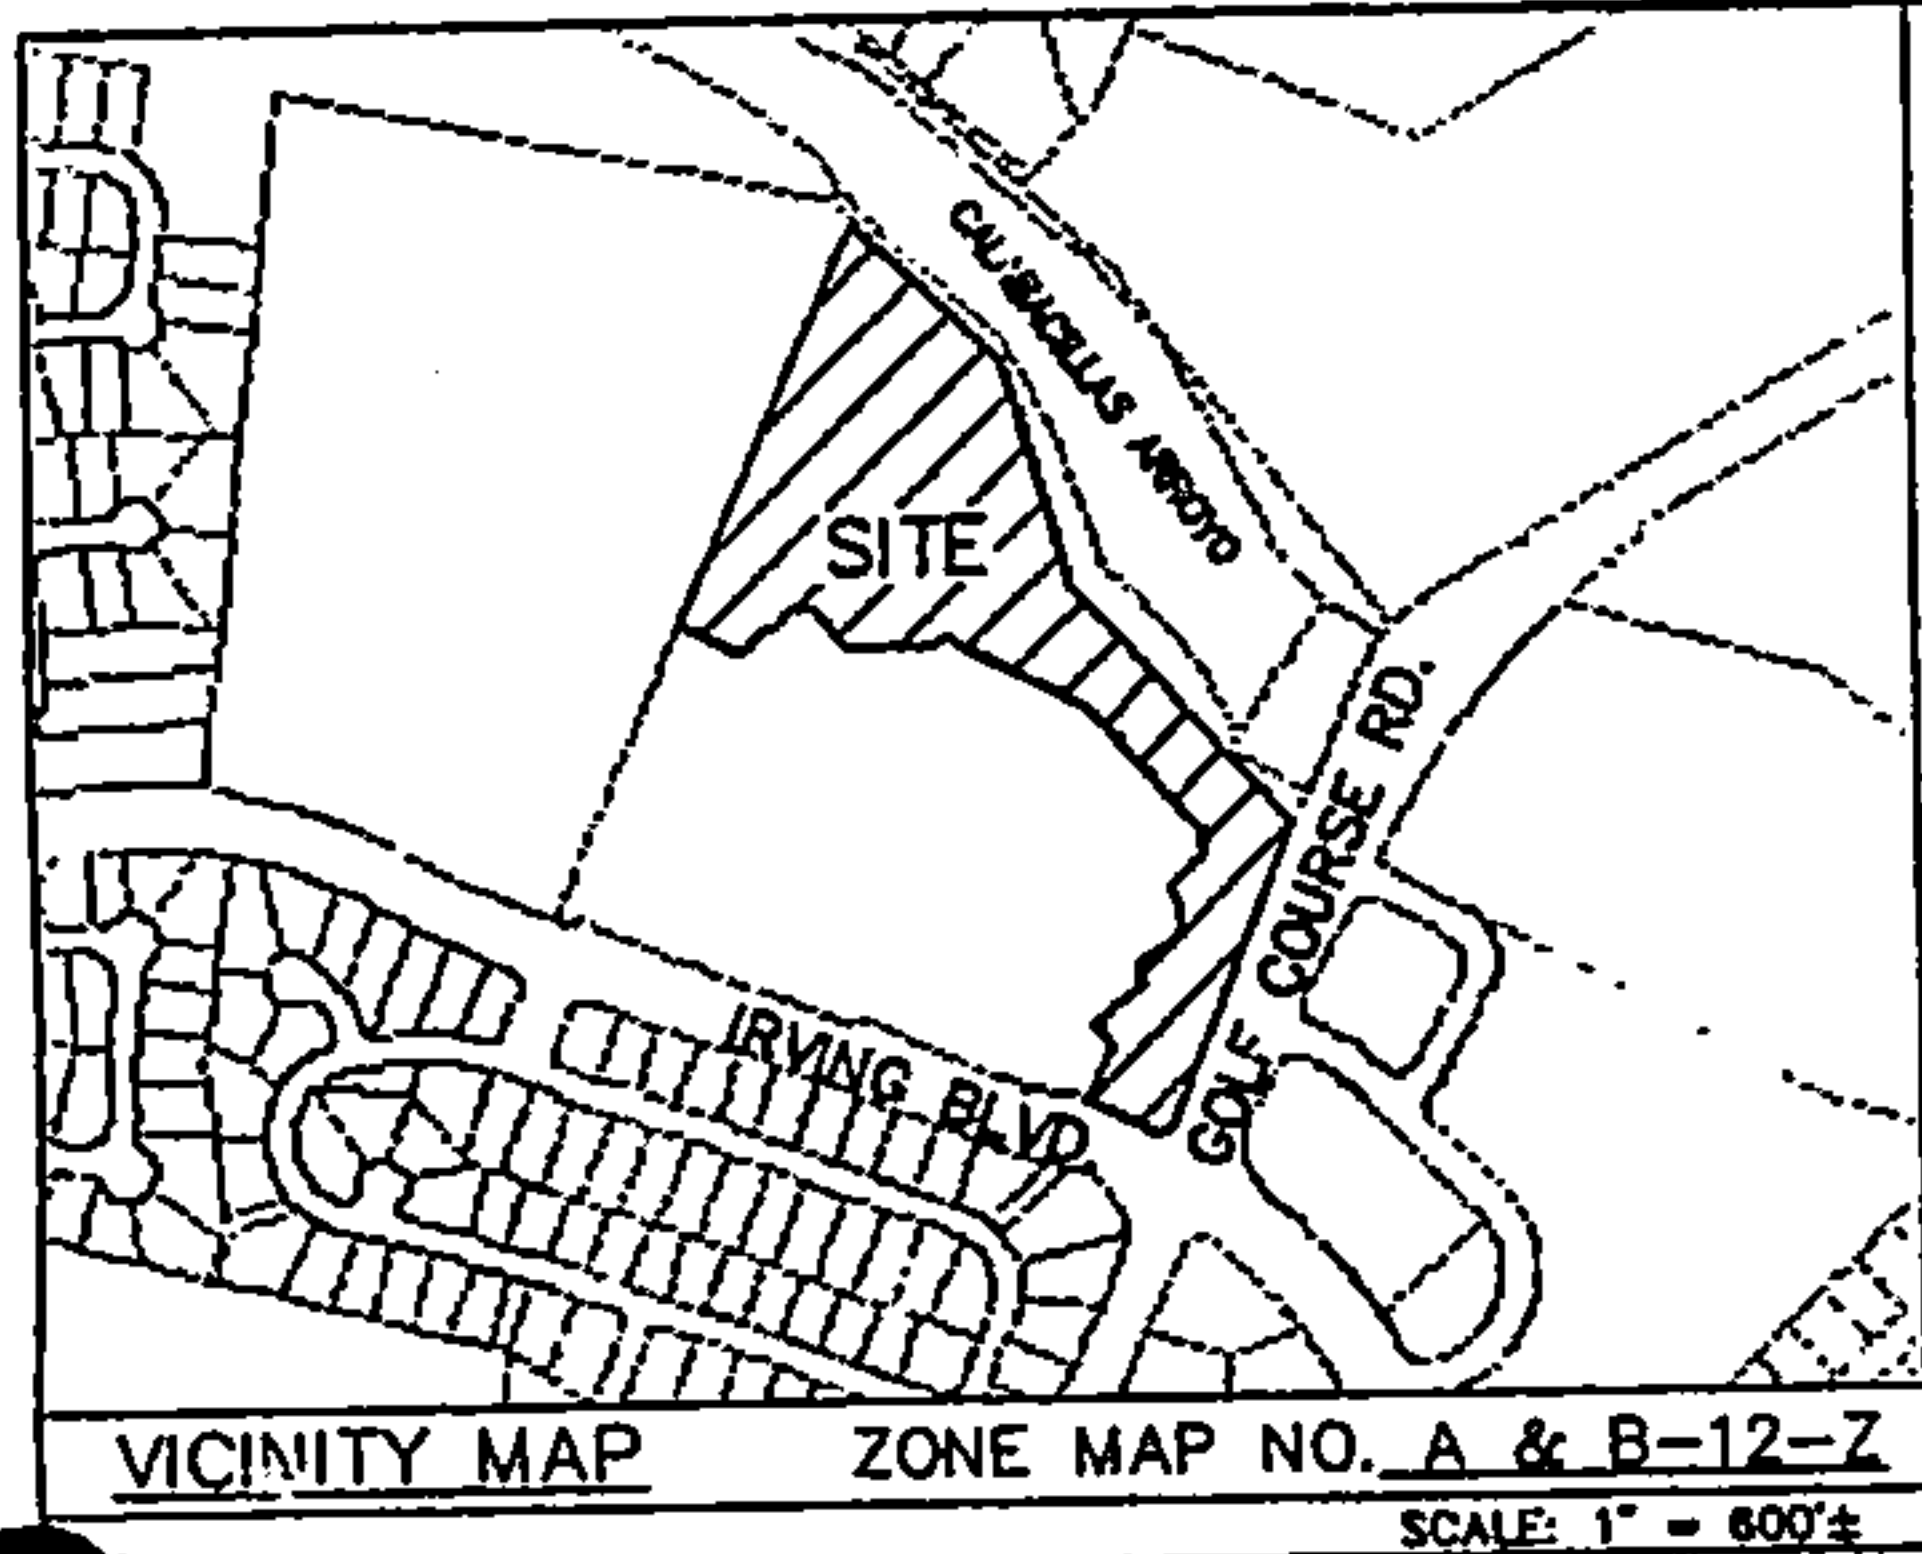 CALABACILLAS ARROYO
SITE
GOLF COURSE RD.
IRVING BLVD
VICINITY MAP ZONE MAP NO. A & B-12-Z
SCALE: 1" = 600'±